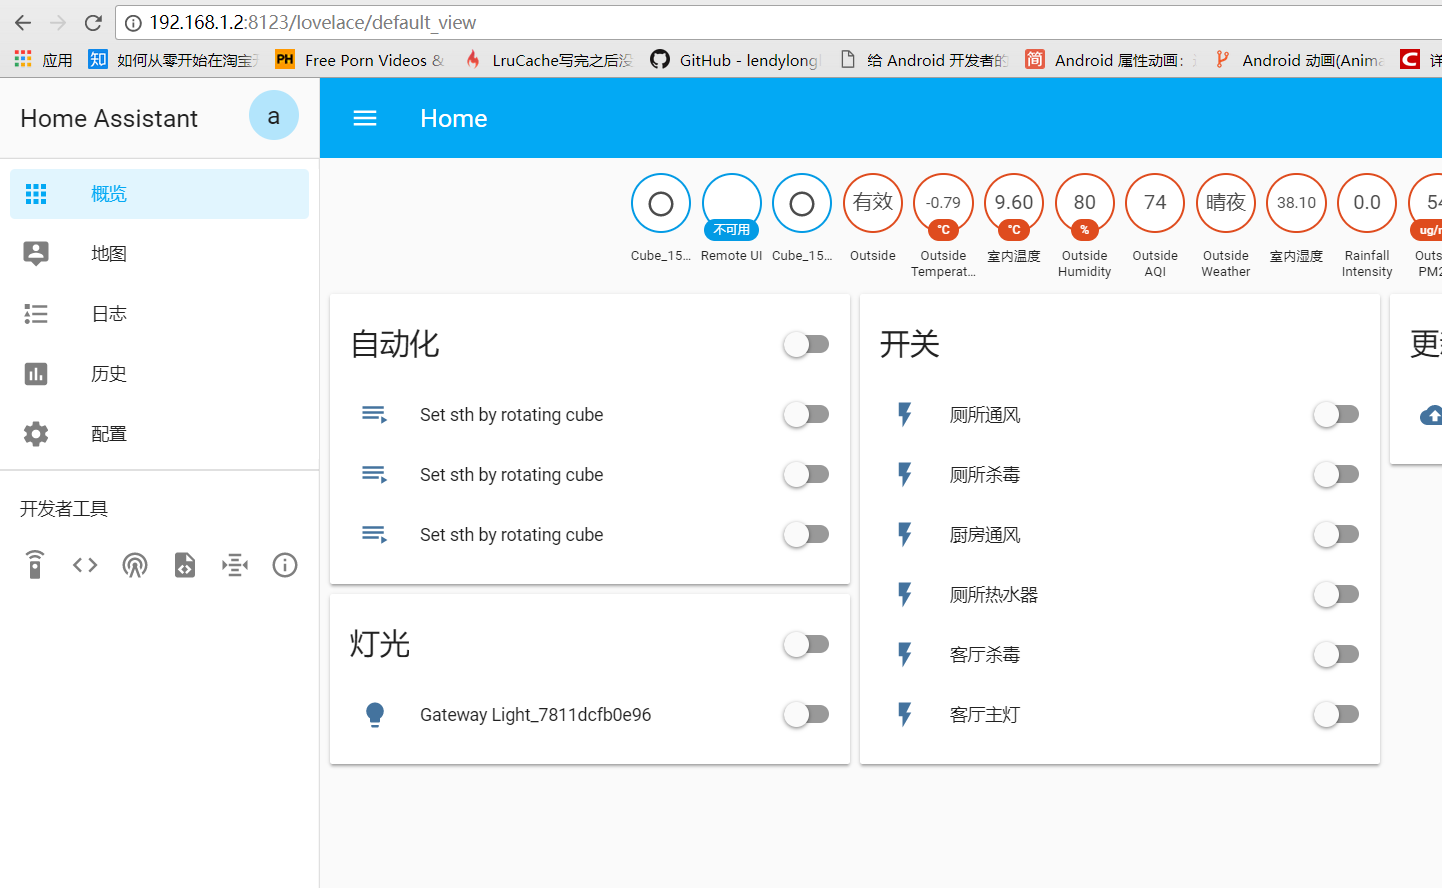 192.168.1.2:8123/lovelace/default_view
应用 知 如何从零开始在淘宝 PH Free Porn Videos & LruCache写完之后没 GitHub - lendylong 给 Android 开发者的 简 Android 属性动画： Android 动画(Anima C 详
Home Assistant a
Home
概览
地图
日志
历史
配置
开发者工具
有效 -0.79 9.60 80 74 晴夜 38.10 0.0 54
不可用 °C °C % ug/
Cube_15... Remote UI Cube_15... Outside Outside Temperat... 室内温度 Outside Humidity Outside AQI Outside Weather 室内湿度 Rainfall Intensity Outs PM2
自动化
Set sth by rotating cube
Set sth by rotating cube
Set sth by rotating cube
灯光
Gateway Light_7811dcfb0e96
开关
厕所通风
厕所杀毒
厨房通风
厕所热水器
客厅杀毒
客厅主灯
更